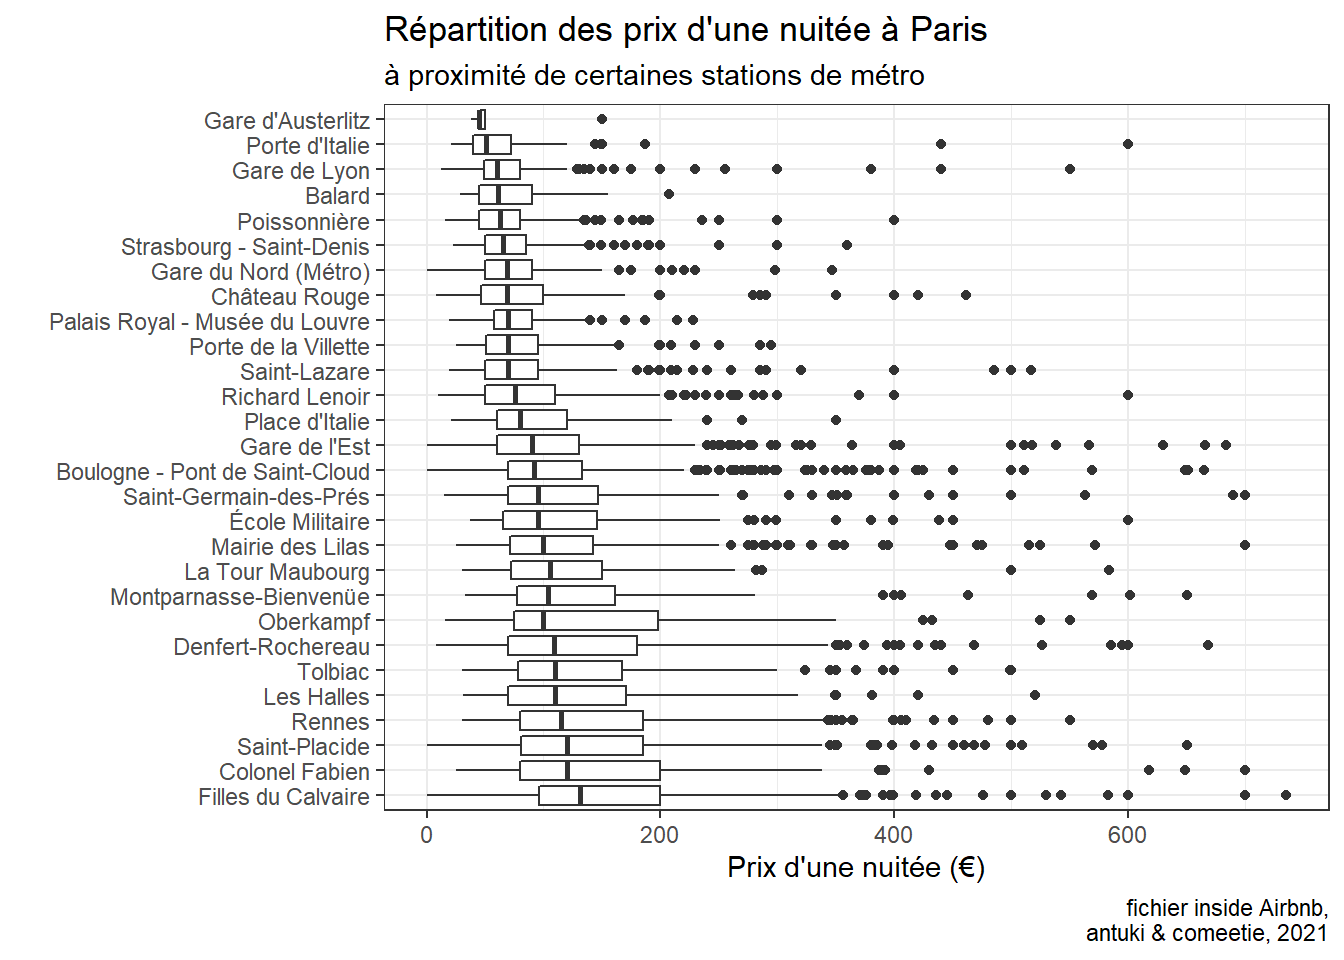 Répartition des prix d'une nuitée à Paris
à proximité de certaines stations de métro
Gare d'Austerlitz
Porte d'Italie
Gare de Lyon
Balard
Poissonnière
Strasbourg - Saint-Denis
Gare du Nord (Métro)
Château Rouge
Palais Royal - Musée du Louvre
Porte de la Villette
Saint-Lazare
Richard Lenoir
Place d'Italie
Gare de l'Est
Boulogne - Pont de Saint-Cloud
Saint-Germain-des-Prés
École Militaire
Mairie des Lilas
La Tour Maubourg
Montparnasse-Bienvenüe
Oberkampf
Denfert-Rochereau
Tolbiac
Les Halles
Rennes
Saint-Placide
Colonel Fabien
Filles du Calvaire
0 200 400 600
Prix d'une nuitée (€)
fichier inside Airbnb,
antuki & comeetie, 2021